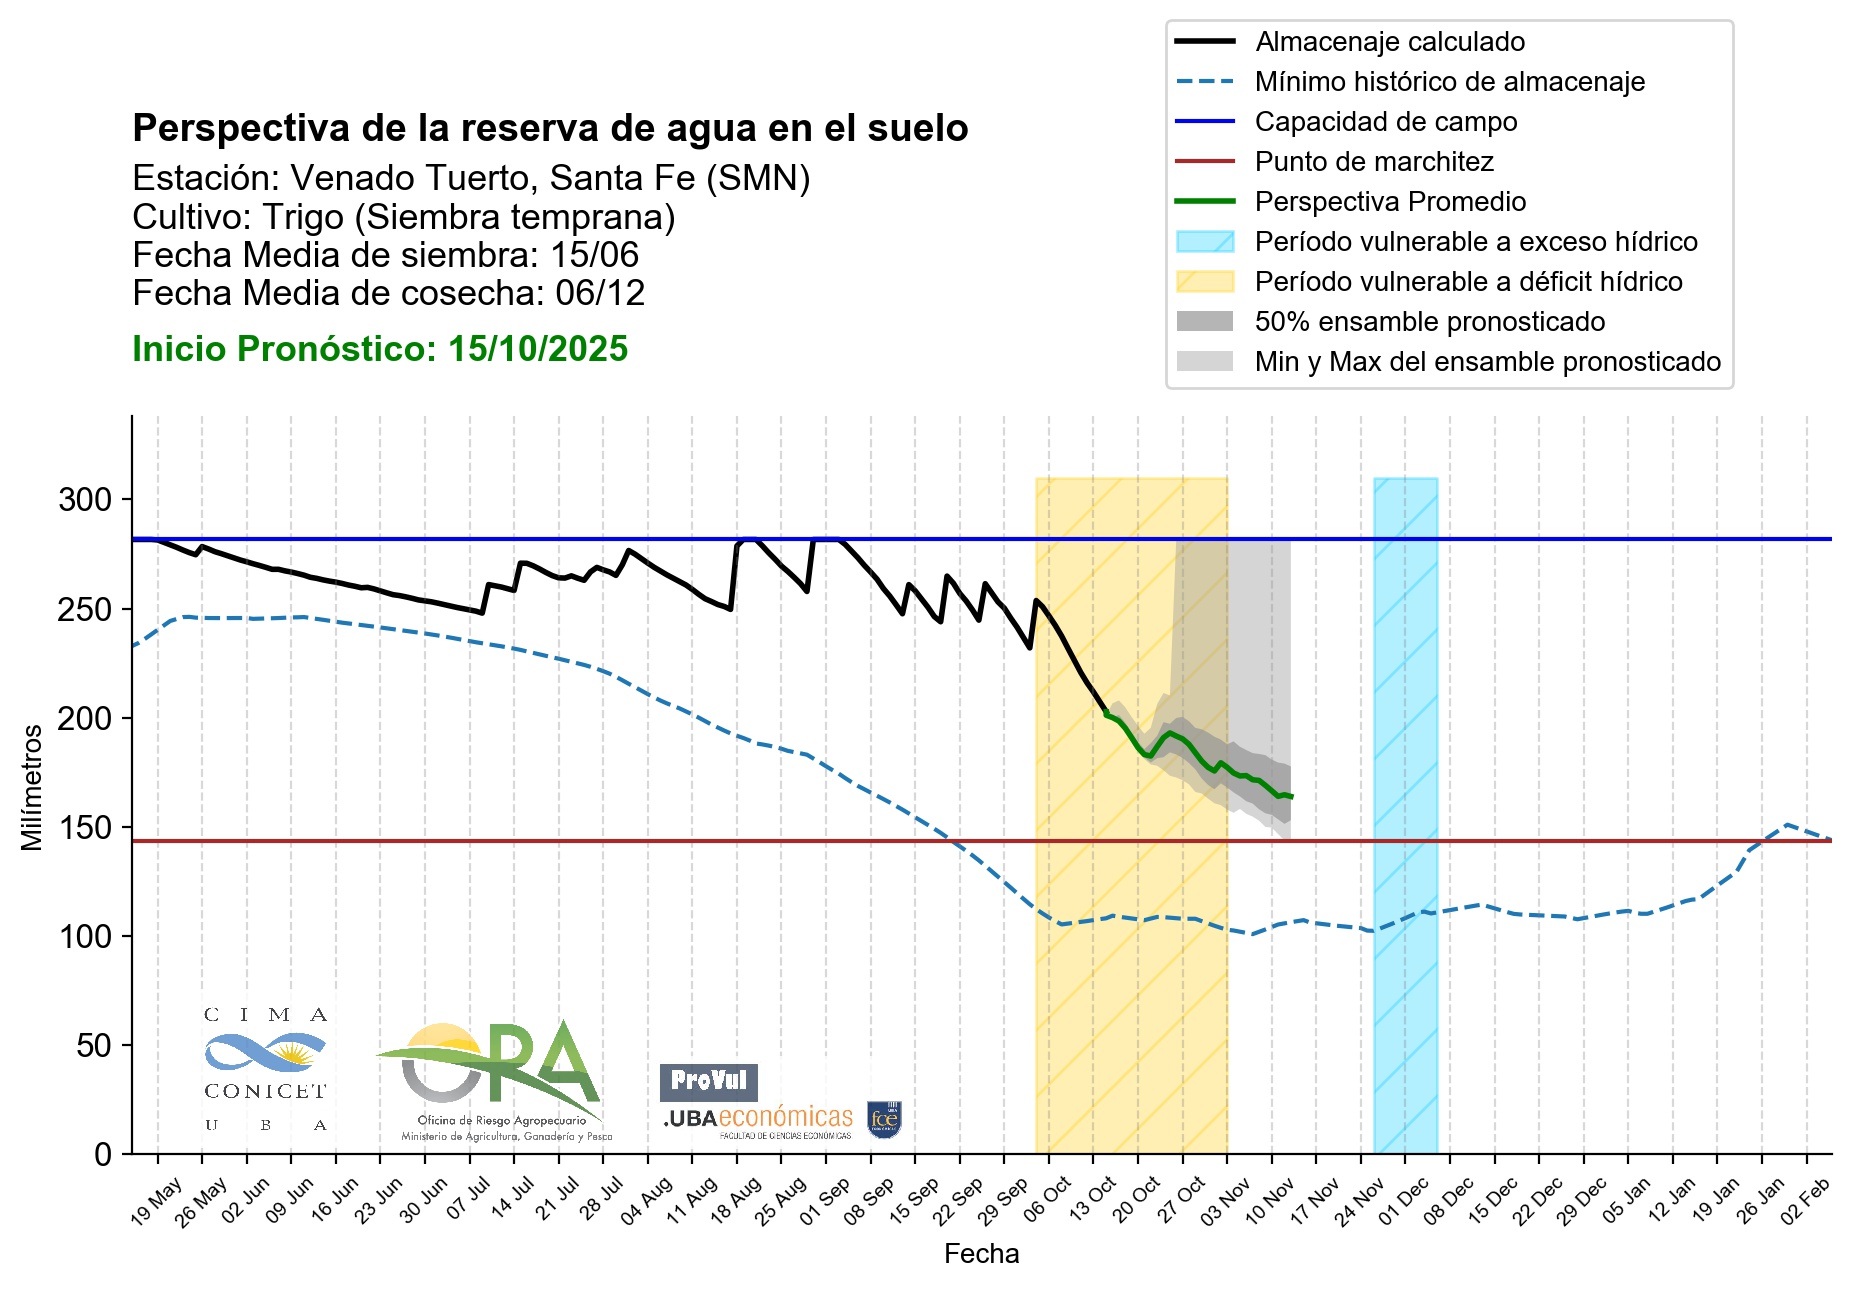 Almacenaje calculado
Mínimo histórico de almacenaje
Capacidad de campo
Punto de marchitez
Perspectiva Promedio
Período vulnerable a exceso hídrico
Período vulnerable a déficit hídrico
50% ensamble pronosticado
Min y Max del ensamble pronosticado
Perspectiva de la reserva de agua en el suelo
Estación: Venado Tuerto, Santa Fe (SMN)
Cultivo: Trigo (Siembra temprana)
Fecha Media de siembra: 15/06
Fecha Media de cosecha: 06/12
Inicio Pronóstico: 15/10/2025
Milímetros
300
250
200
150
100
50
0
CIMA
CONICET
UBA
ORA
Oficina de Riesgo Agropecuario
Ministerio de Agricultura, Ganadería y Pesca
ProVul
.UBAeconómicas
FACULTAD DE CIENCIAS ECONÓMICAS
fce
19 May
26 May
02 Jun
09 Jun
16 Jun
23 Jun
30 Jun
07 Jul
14 Jul
21 Jul
28 Jul
04 Aug
11 Aug
18 Aug
25 Aug
01 Sep
08 Sep
15 Sep
22 Sep
29 Sep
06 Oct
13 Oct
20 Oct
27 Oct
03 Nov
10 Nov
17 Nov
24 Nov
01 Dec
08 Dec
15 Dec
22 Dec
29 Dec
05 Jan
12 Jan
19 Jan
26 Jan
02 Feb
Fecha